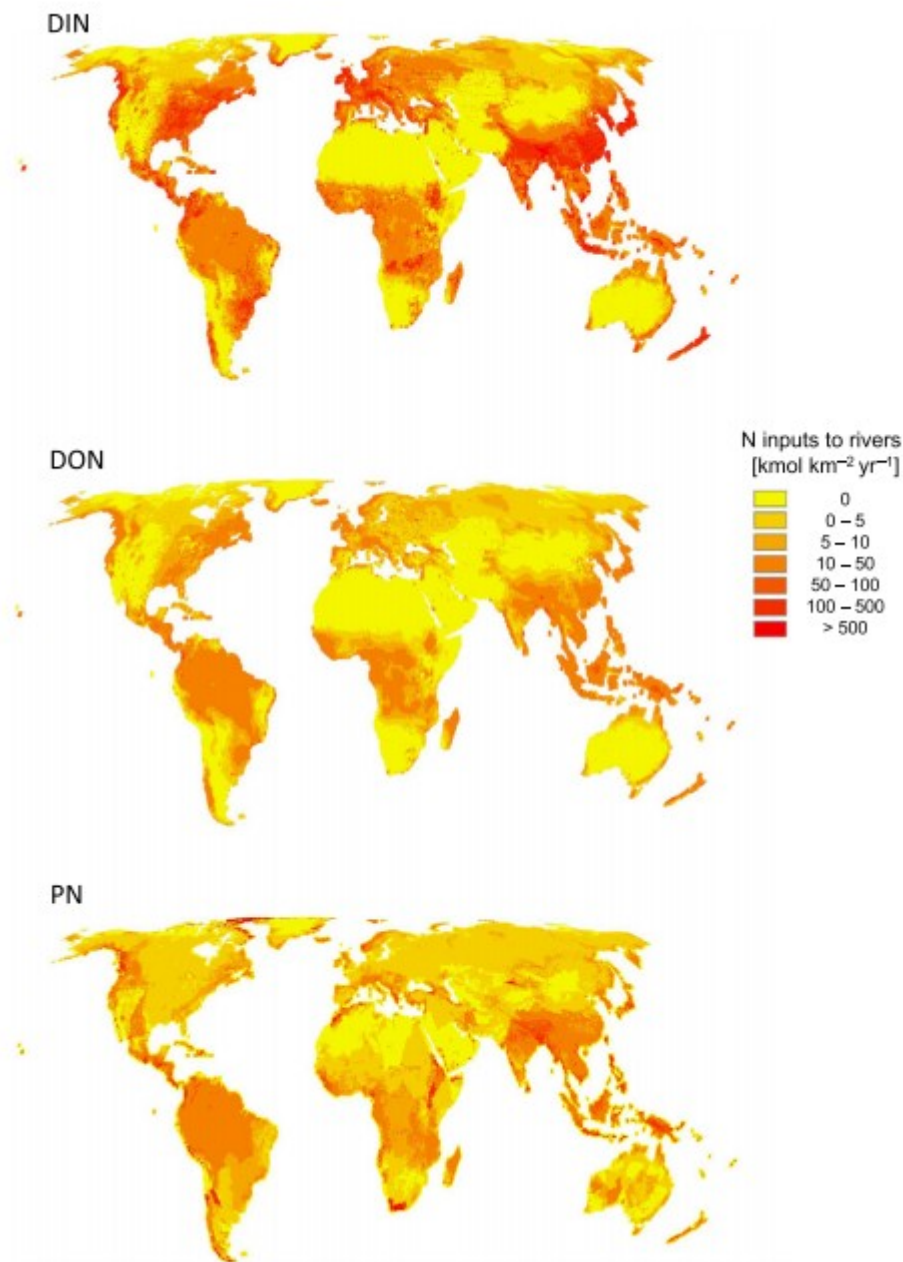 DIN
DON
N inputs to rivers
[kmol km⁻² yr⁻¹]
0
0 – 5
5 – 10
10 – 50
50 – 100
100 – 500
> 500
PN